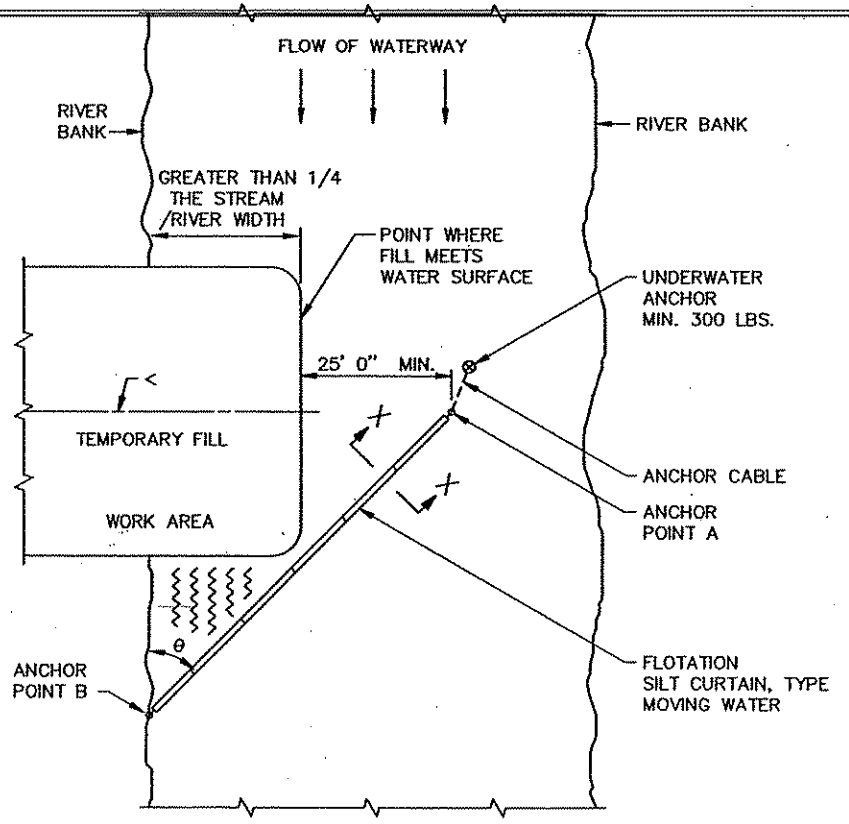 FLOW OF WATERWAY
RIVER
BANK
RIVER BANK
GREATER THAN 1/4
THE STREAM
/RIVER WIDTH
POINT WHERE
FILL MEETS
WATER SURFACE
UNDERWATER
ANCHOR
MIN. 300 LBS.
25' 0" MIN.
<
X
TEMPORARY FILL
X
ANCHOR CABLE
ANCHOR
POINT A
WORK AREA
θ
ANCHOR
POINT B
FLOTATION
SILT CURTAIN, TYPE
MOVING WATER